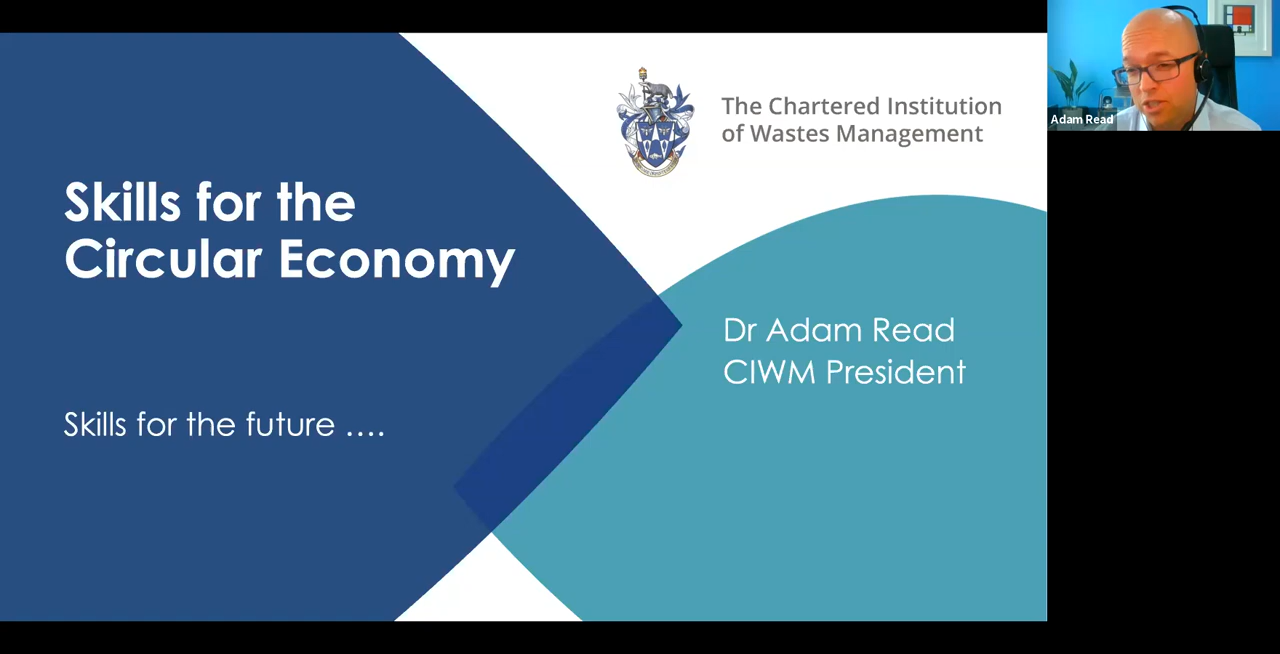 The Chartered Institution
of Wastes Management
Skills for the
Circular Economy
Dr Adam Read
CIWM President
Skills for the future ....
Adam Read